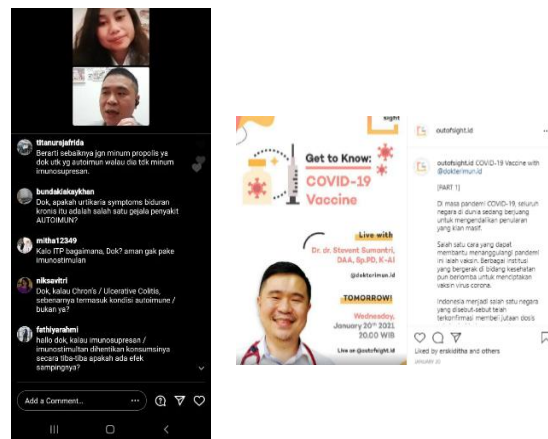 titanurajafrida
Berarti sebaiknya jgn minum propolis ya
dok utk yg autoimun walau dia tdk minum
imunosupresan.
bundakiakaykhan
Dok, apakah urtikaria symptoms biduran
kronis itu adalah salah satu gejala penyakit
AUTOIMUN?
mitha12349
Kalo ITP bagaimana, Dok? aman gak pake
imunostimulan
niksavitri
Dok, kalau Chron's / Ulcerative Colitis,
sebenarnya termasuk kondisi autoimune /
bukan ya?
fathiyarahmi
hallo dok, kalau imunosupresan /
imunostimultan dihentikan konsumsinya
secara tiba-tiba apakah ada efek
sampingnya?
Add a Comment...
sight
Get to Know:
COVID-19
Vaccine
Live with
Dr. dr. Stevent Sumantri,
DAA, Sp.PD, K-AI
@dokterimun.id
TOMORROW!
Wednesday,
January 20th 2021
20.00 WIB
Live on @outofsight.id
outofsight.id
outofsight.id COVID-19 Vaccine with
@dokterimun.id
[PART 1]
Di masa pandemi COVID-19, seluruh
negara di dunia sedang berjuang
untuk mengendalikan penularan
yang kian masif.
Salah satu cara yang dapat
membantu menanggulangi pandemi
ini ialah vaksin. Berbagai institusi
yang bergerak di bidang kesehatan
pun berlomba untuk menciptakan
vaksin virus corona.
Indonesia menjadi salah satu negara
yang disebut-sebut telah
terkonfirmasi membeli jutaan dosis
Liked by erskiditha and others
JANUARY 20